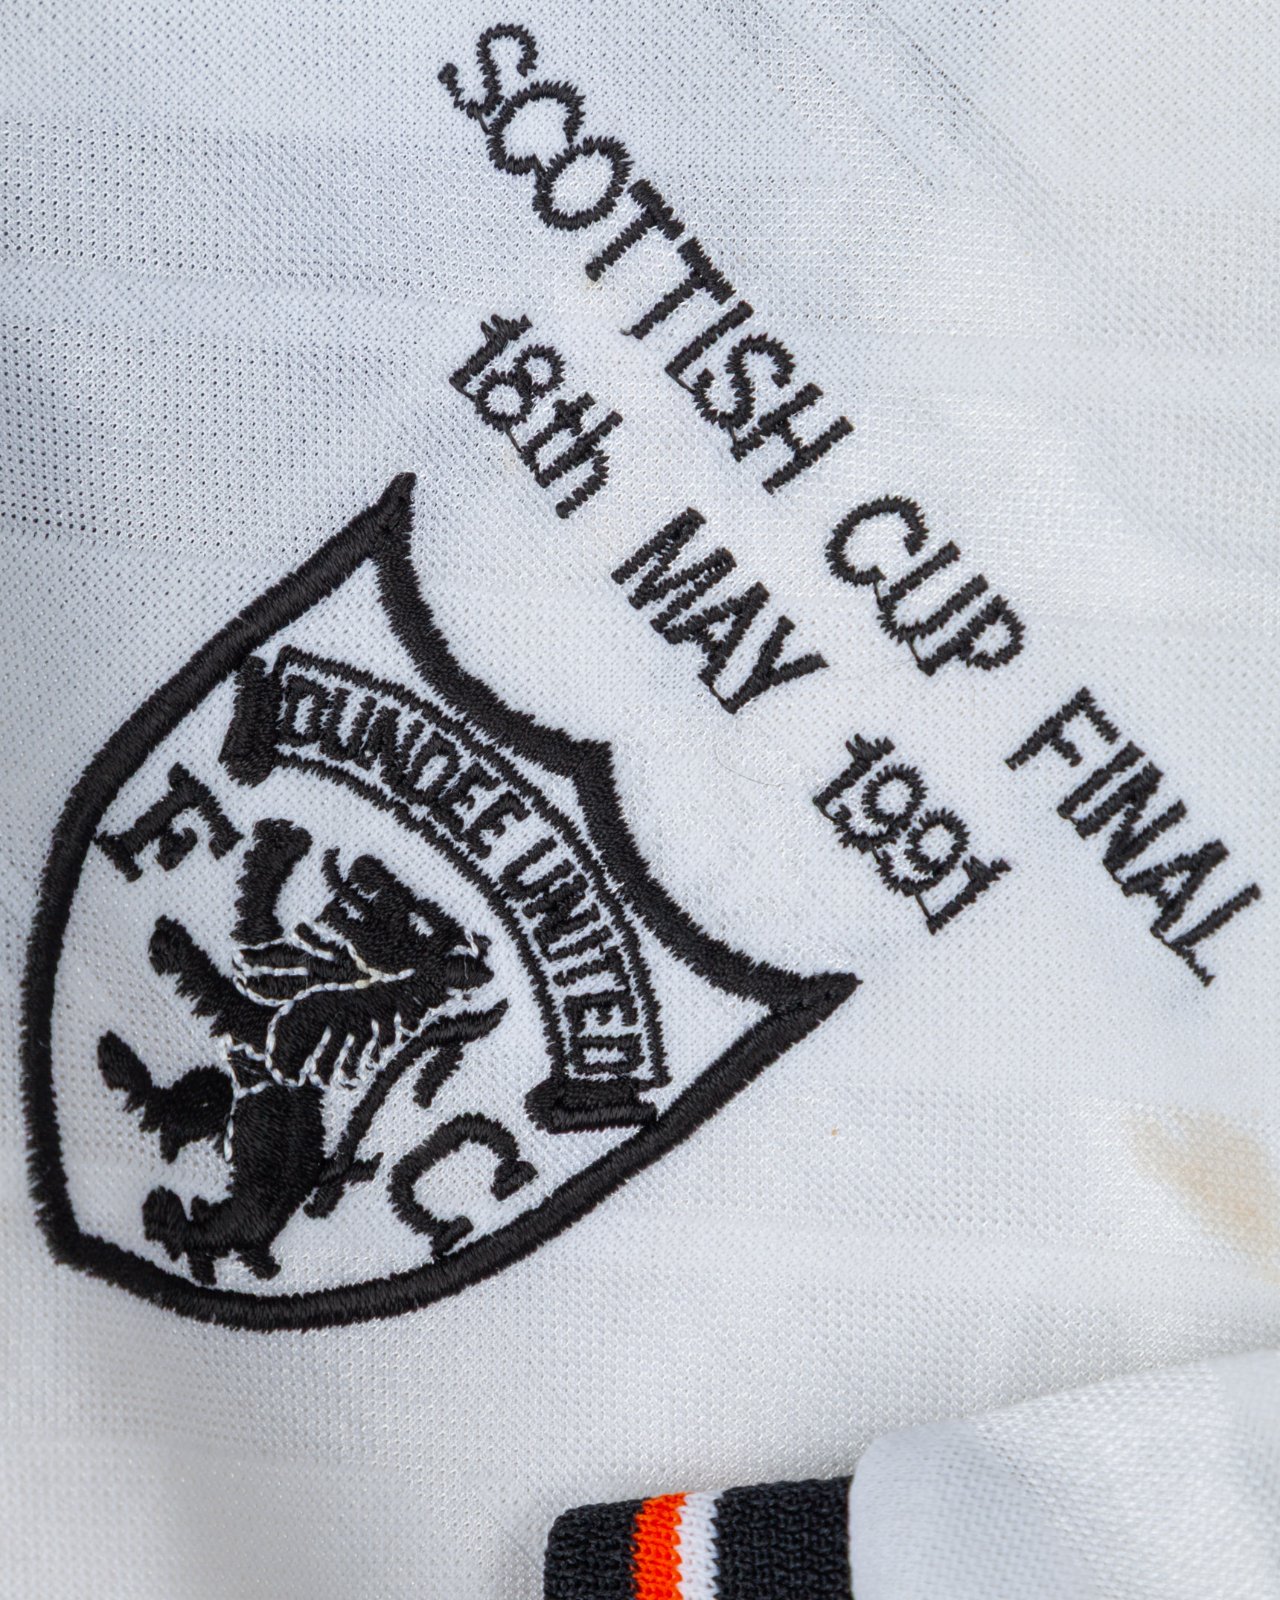 SCOTTISH CUP FINAL
18th MAY 1991
DUNDEE UNITED
F C